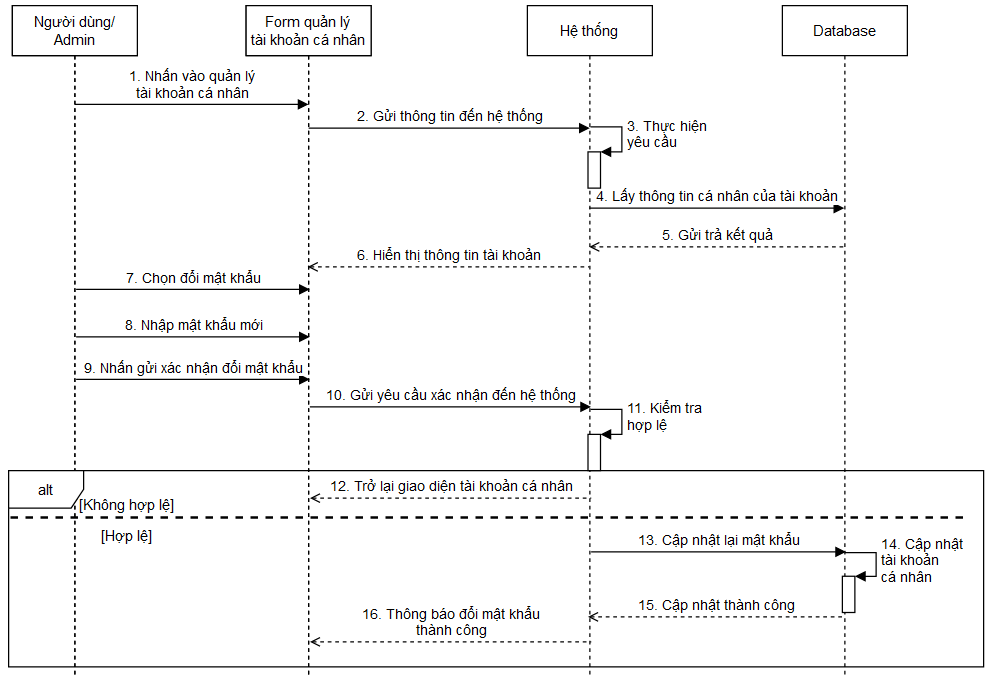 Người dùng/
Admin
Form quản lý
tài khoản cá nhân
Hệ thống
Database
1. Nhấn vào quản lý
tài khoản cá nhân
2. Gửi thông tin đến hệ thống
3. Thực hiện
yêu cầu
4. Lấy thông tin cá nhân của tài khoản
5. Gửi trả kết quả
6. Hiển thị thông tin tài khoản
7. Chọn đổi mật khẩu
8. Nhập mật khẩu mới
9. Nhấn gửi xác nhận đổi mật khẩu
10. Gửi yêu cầu xác nhận đến hệ thống
11. Kiểm tra
hợp lệ
alt
12. Trở lại giao diện tài khoản cá nhân
[Không hợp lệ]
[Hợp lệ]
13. Cập nhật lại mật khẩu
14. Cập nhật
tài khoản
cá nhân
15. Cập nhật thành công
16. Thông báo đổi mật khẩu
thành công